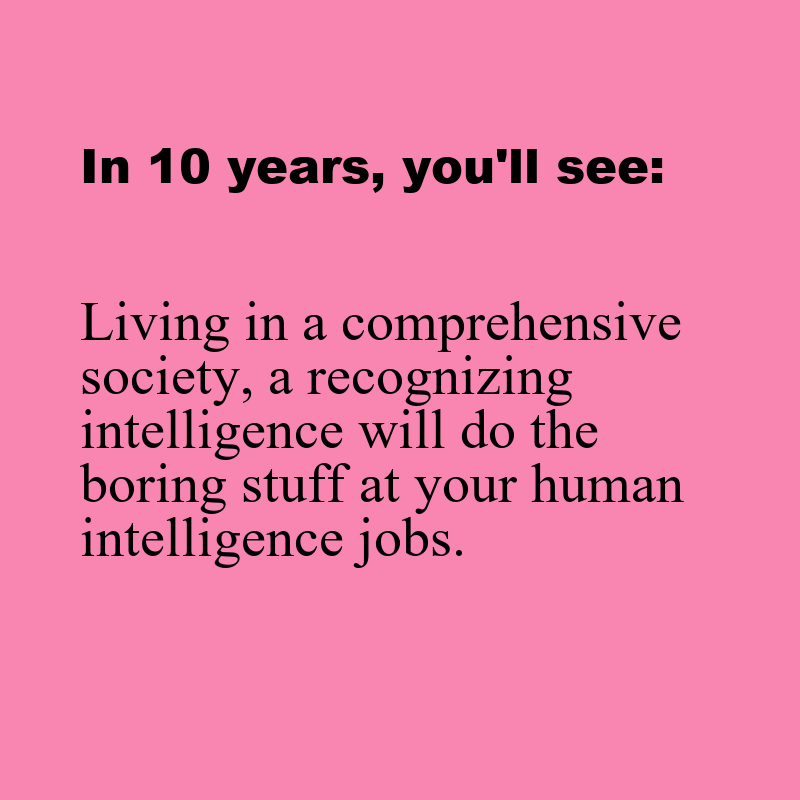 In 10 years, you'll see:
Living in a comprehensive
society, a recognizing
intelligence will do the
boring stuff at your human
intelligence jobs.